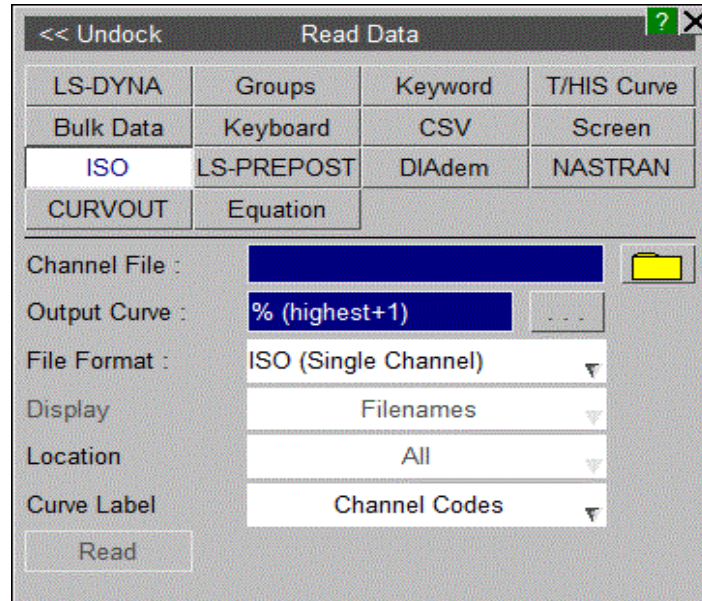 << Undock Read Data ? X
LS-DYNA Groups Keyword T/HIS Curve
Bulk Data Keyboard CSV Screen
ISO LS-PREPOST DIAdem NASTRAN
CURVOUT Equation
Channel File :
Output Curve : % (highest+1) . . .
File Format : ISO (Single Channel)
Display Filenames
Location All
Curve Label Channel Codes
Read